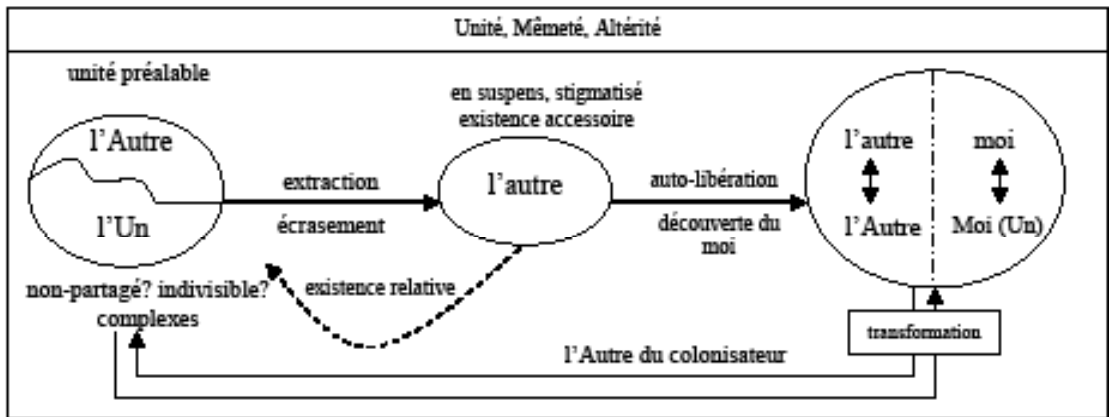 Unité, Mêmeté, Altérité
unité préalable
l'Autre
l'Un
non-partagé? indivisible?
complexes
extraction
écrasement
en suspens, stigmatisé
existence accessoire
l'autre
existence relative
auto-libération
découverte du
moi
l'autre
moi
l'Autre
Moi (Un)
transformation
l'Autre du colonisateur